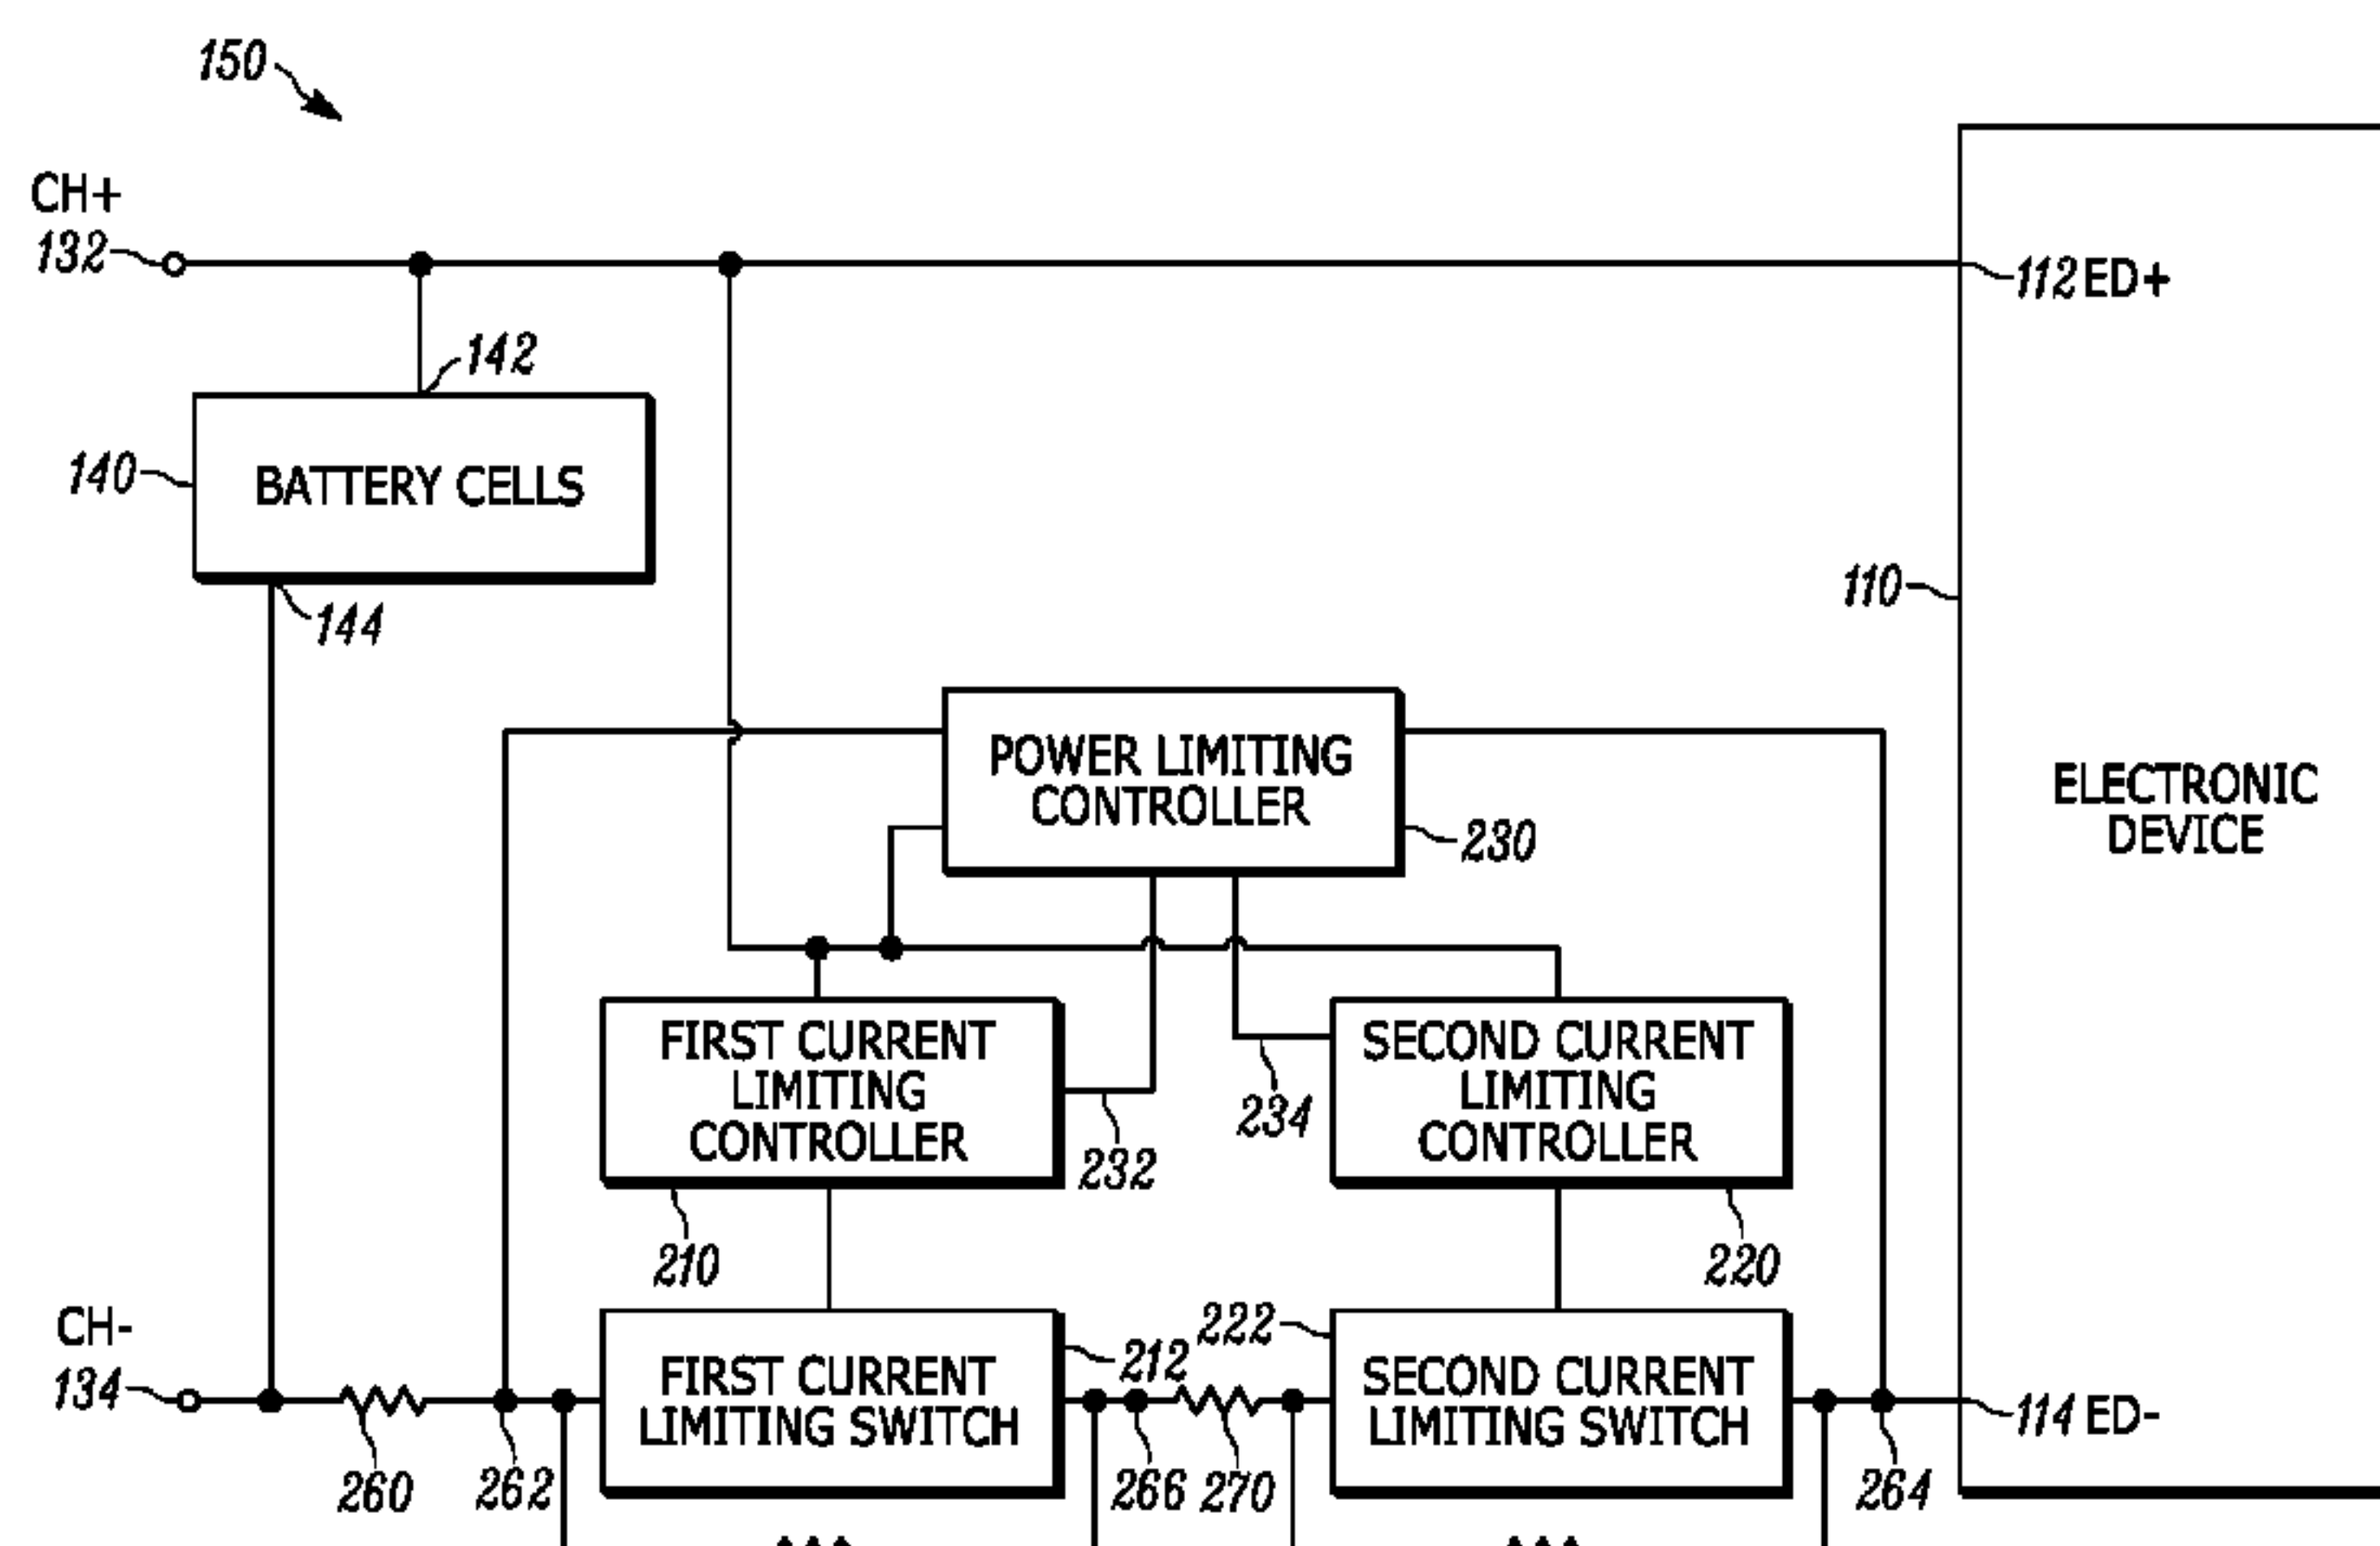 150
CH+
132
112 ED+
142
140
BATTERY CELLS
144
110
POWER LIMITING
CONTROLLER
230
ELECTRONIC
DEVICE
FIRST CURRENT
LIMITING
CONTROLLER
SECOND CURRENT
LIMITING
CONTROLLER
234
232
210
220
CH-
134
222
212
FIRST CURRENT
LIMITING SWITCH
SECOND CURRENT
LIMITING SWITCH
114 ED-
260
262
266
270
264